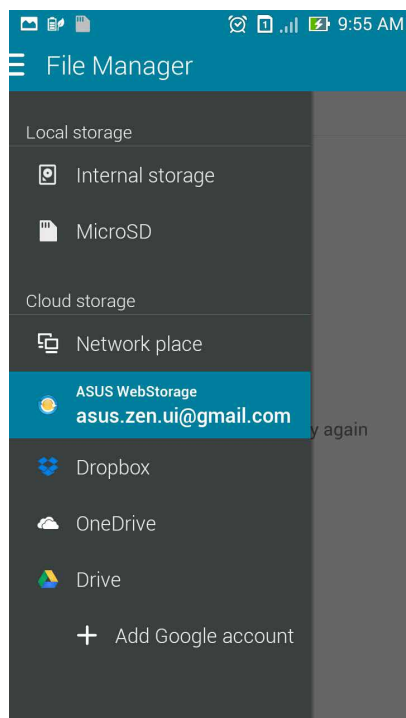 9:55 AM
File Manager
Local storage
Internal storage
MicroSD
Cloud storage
Network place
ASUS WebStorage
asus.zen.ui@gmail.com
y again
Dropbox
OneDrive
Drive
Add Google account